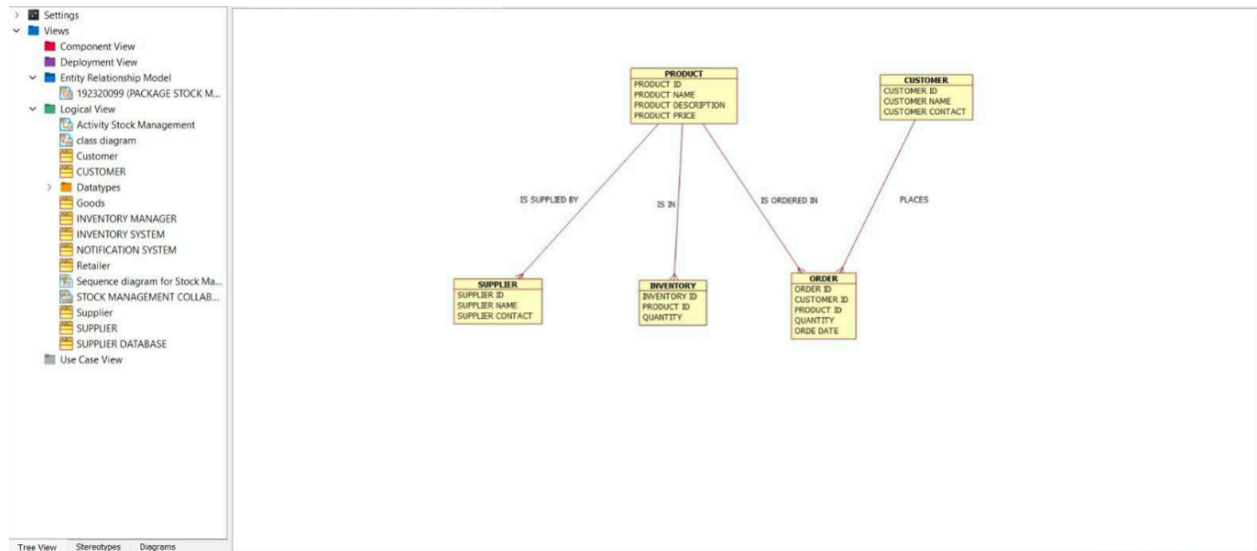 Settings
Views
Component View
Deployment View
Entity Relationship Model
192320099 (PACKAGE STOCK M...
Logical View
Activity Stock Management
class diagram
Customer
CUSTOMER
Datatypes
Goods
INVENTORY MANAGER
INVENTORY SYSTEM
NOTIFICATION SYSTEM
Retailer
Sequence diagram for Stock Ma...
STOCK MANAGEMENT COLLAB...
Supplier
SUPPLIER
SUPPLIER DATABASE
Use Case View
Tree View Stereotypes Diagrams
PRODUCT
PRODUCT ID
PRODUCT NAME
PRODUCT DESCRIPTION
PRODUCT PRICE
CUSTOMER
CUSTOMER ID
CUSTOMER NAME
CUSTOMER CONTACT
IS SUPPLIED BY
IS IN
IS ORDERED IN
PLACES
SUPPLIER
SUPPLIER ID
SUPPLIER NAME
SUPPLIER CONTACT
INVENTORY
INVENTORY ID
PRODUCT ID
QUANTITY
ORDER
ORDER ID
CUSTOMER ID
PRODUCT ID
QUANTITY
ORDE DATE